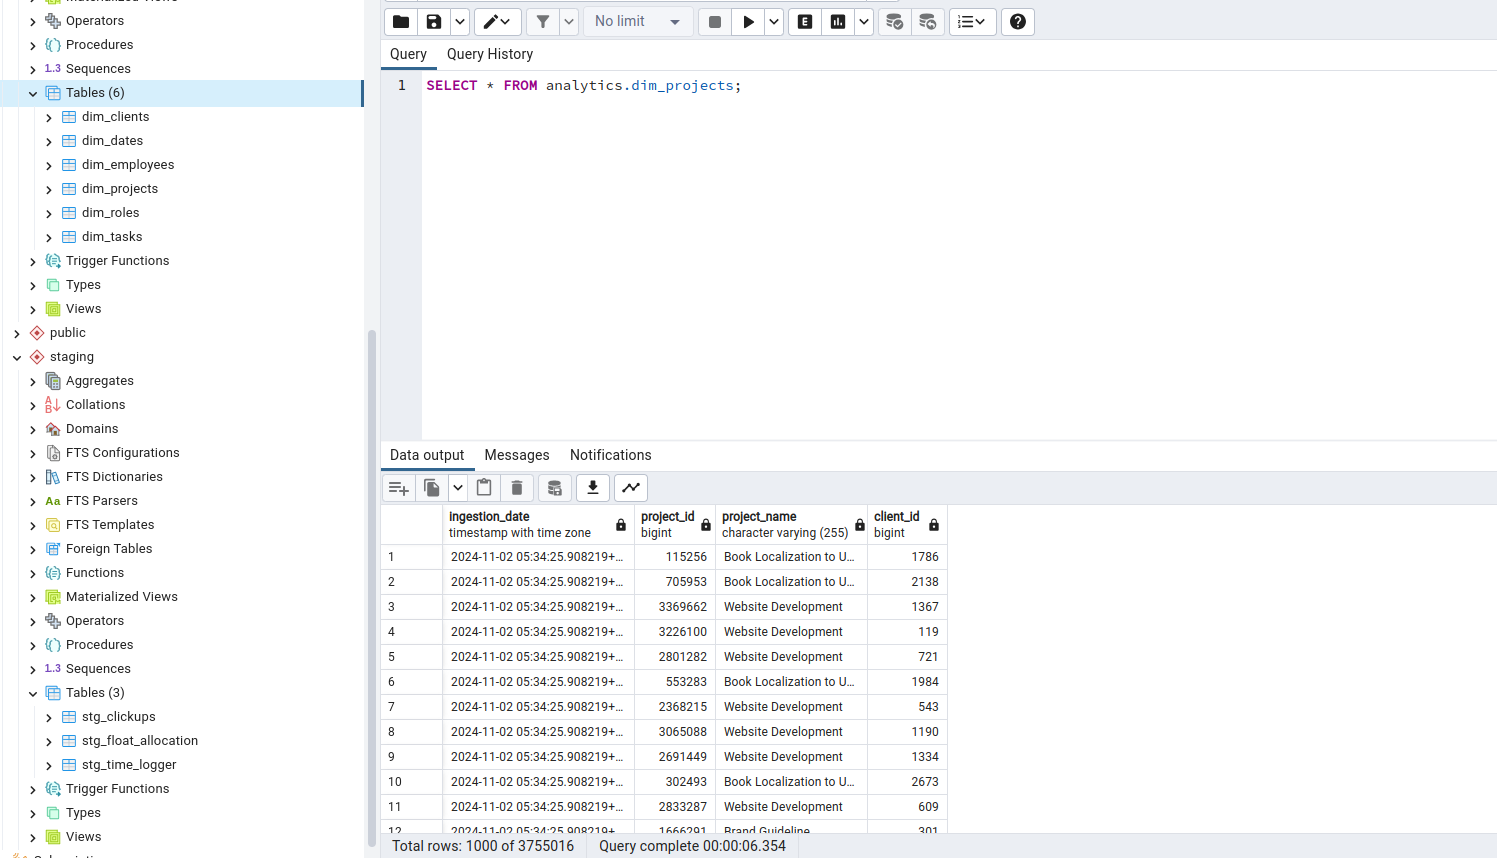 Operators
Procedures
1..3 Sequences
Tables (6)
dim_clients
dim_dates
dim_employees
dim_projects
dim_roles
dim_tasks
Trigger Functions
Types
Views
public
staging
Aggregates
Collations
Domains
FTS Configurations
FTS Dictionaries
Aa FTS Parsers
FTS Templates
Foreign Tables
Functions
Materialized Views
Operators
Procedures
1..3 Sequences
Tables (3)
stg_clickups
stg_float_allocation
stg_time_logger
Trigger Functions
Types
Views
No limit
E
Query Query History
1 SELECT * FROM analytics.dim_projects;
Data output Messages Notifications
ingestion_date project_id project_name client_id
timestamp with time zone bigint character varying (255) bigint
1 2024-11-02 05:34:25.908219+... 115256 Book Localization to U... 1786
2 2024-11-02 05:34:25.908219+... 705953 Book Localization to U... 2138
3 2024-11-02 05:34:25.908219+... 3369662 Website Development 1367
4 2024-11-02 05:34:25.908219+... 3226100 Website Development 119
5 2024-11-02 05:34:25.908219+... 2801282 Website Development 721
6 2024-11-02 05:34:25.908219+... 553283 Book Localization to U... 1984
7 2024-11-02 05:34:25.908219+... 2368215 Website Development 543
8 2024-11-02 05:34:25.908219+... 3065088 Website Development 1190
9 2024-11-02 05:34:25.908219+... 2691449 Website Development 1334
10 2024-11-02 05:34:25.908219+... 302493 Book Localization to U... 2673
11 2024-11-02 05:34:25.908219+... 2833287 Website Development 609
12 2024-11-02 05:34:25.908219+... 1666291 Brand Guideline 301
Total rows: 1000 of 3755016 Query complete 00:00:06.354